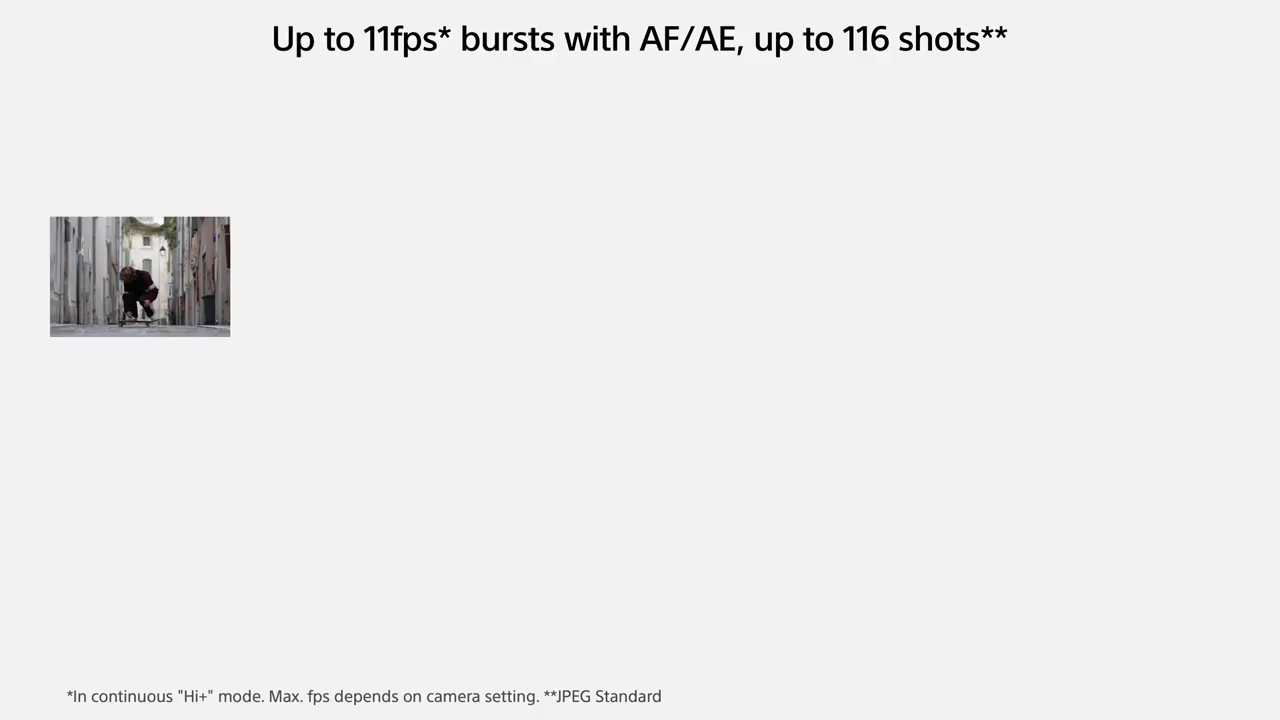 Up to 11fps* bursts with AF/AE, up to 116 shots**
*In continuous "Hi+" mode. Max. fps depends on camera setting. **JPEG Standard